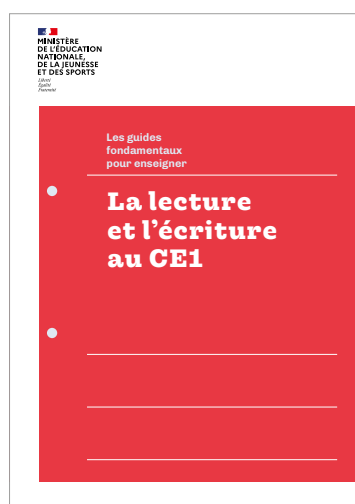 MINISTÈRE
DE L'ÉDUCATION
NATIONALE,
DE LA JEUNESSE
ET DES SPORTS
Liberté
Égalité
Fraternité
Les guides
fondamentaux
pour enseigner
La lecture
et l'écriture
au CE1